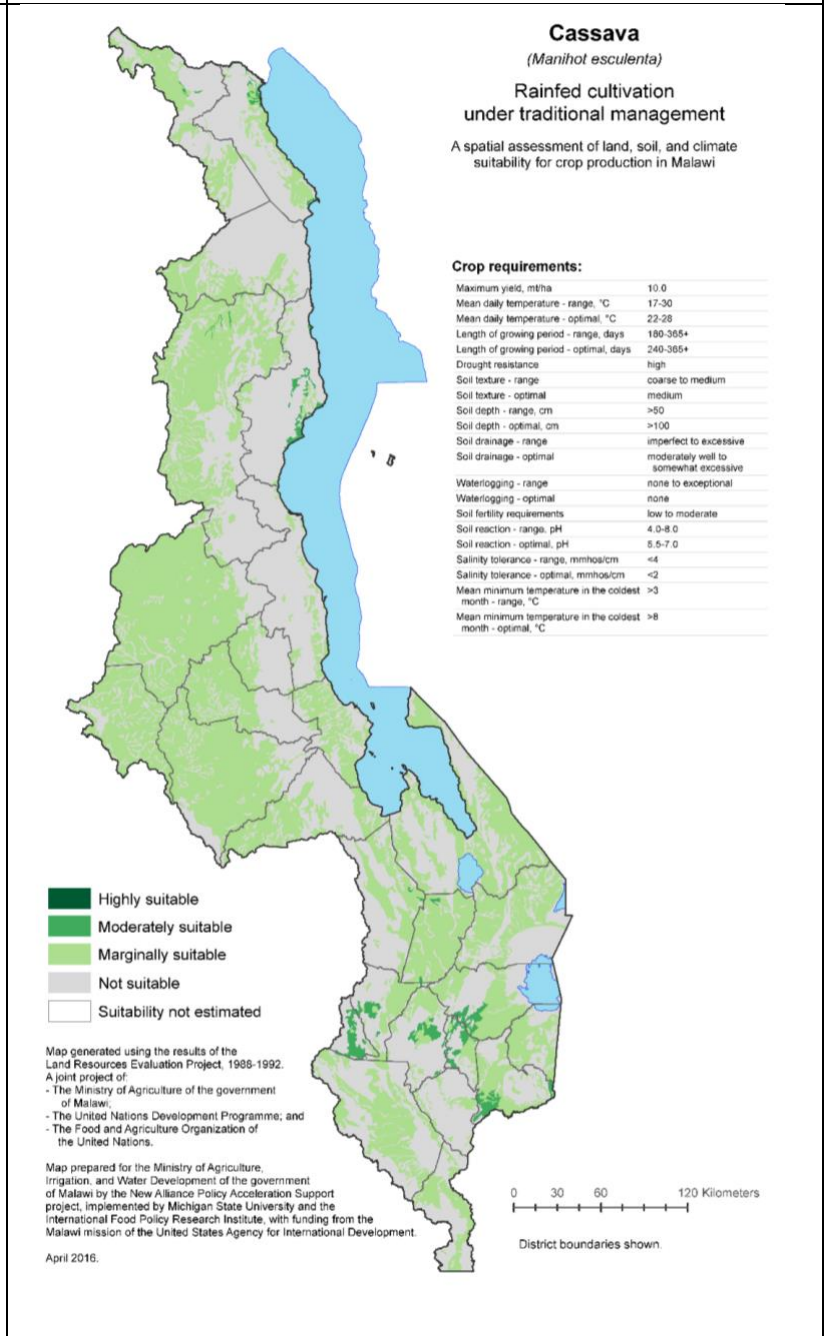 Cassava
(Manihot esculenta)
Rainfed cultivation
under traditional management
A spatial assessment of land, soil, and climate
suitability for crop production in Malawi
Crop requirements:
Maximum yield, mt/ha 10.0
Mean daily temperature - range, °C 17-30
Mean daily temperature - optimal, °C 22-28
Length of growing period - range, days 180-365+
Length of growing period - optimal, days 240-365+
Drought resistance high
Soil texture - range coarse to medium
Soil texture - optimal medium
Soil depth - range, cm >50
Soil depth - optimal, cm >100
Soil drainage - range imperfect to excessive
Soil drainage - optimal moderately well to
somewhat excessive
Waterlogging - range none to exceptional
Waterlogging - optimal none
Soil fertility requirements low to moderate
Soil reaction - range, pH 4.0-8.0
Soil reaction - optimal, pH 5.5-7.0
Salinity tolerance - range, mmhos/cm <4
Salinity tolerance - optimal, mmhos/cm <2
Mean minimum temperature in the coldest >3
month - range, °C
Mean minimum temperature in the coldest >8
month - optimal, °C
Highly suitable
Moderately suitable
Marginally suitable
Not suitable
Suitability not estimated
Map generated using the results of the
Land Resources Evaluation Project, 1988-1992.
A joint project of:
- The Ministry of Agriculture of the government
of Malawi;
- The United Nations Development Programme; and
- The Food and Agriculture Organization of
the United Nations.
Map prepared for the Ministry of Agriculture,
Irrigation, and Water Development of the government
of Malawi by the New Alliance Policy Acceleration Support
project, implemented by Michigan State University and the
International Food Policy Research Institute, with funding from the
Malawi mission of the United States Agency for International Development.
April 2016.
0 30 60 120 Kilometers
District boundaries shown.